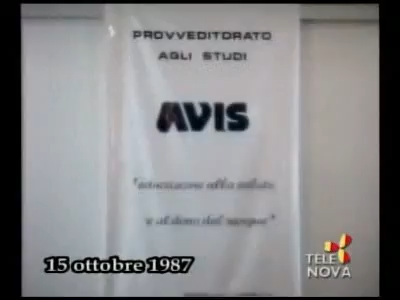 PROVVEDITORATO
AGLI STUDI
AVIS
"educazione alla salute
e al dono del sangue"
15 ottobre 1987
TELE
NOVA